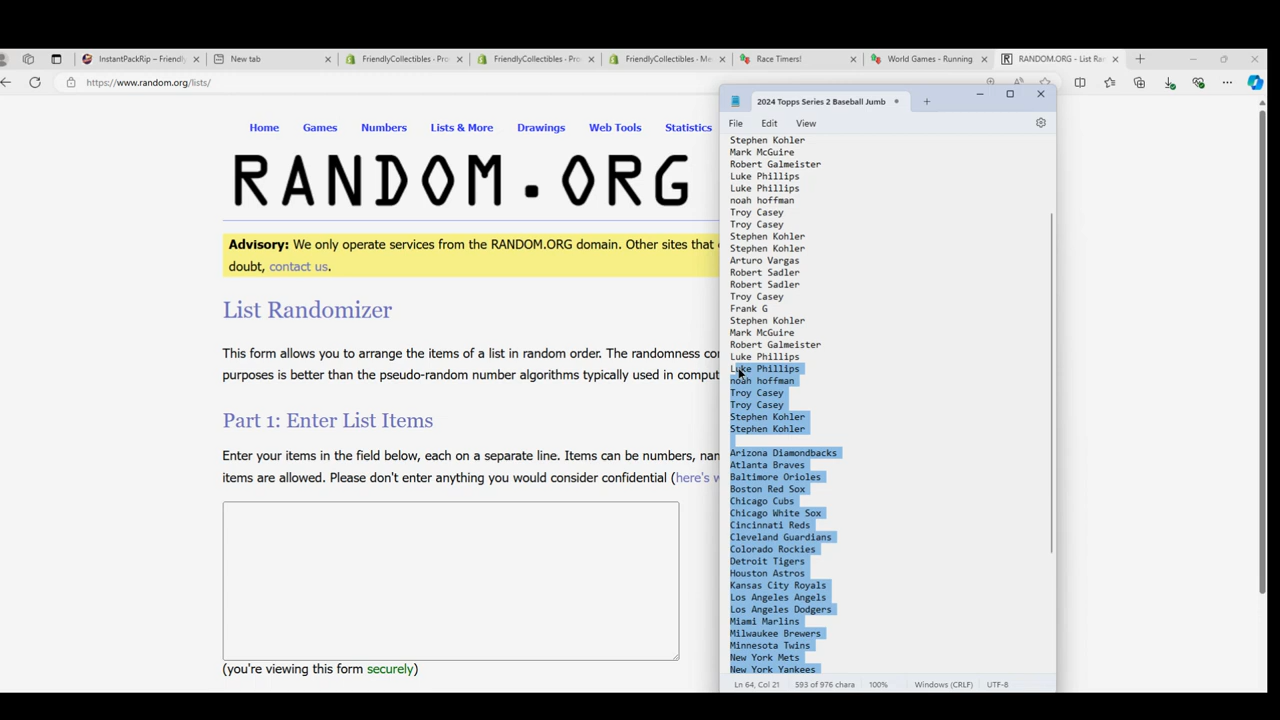 InstantPackRip – Friendly
New tab
FriendlyCollectibles - Pro
FriendlyCollectibles - Pro
FriendlyCollectibles - Me
Race Timers!
World Games - Running
RANDOM.ORG - List Ran
https://www.random.org/lists/
Home Games Numbers Lists & More Drawings Web Tools Statistics
RANDOM.ORG
Advisory: We only operate services from the RANDOM.ORG domain. Other sites that
doubt, contact us.
List Randomizer
This form allows you to arrange the items of a list in random order. The randomness
purposes is better than the pseudo-random number algorithms typically used in
Part 1: Enter List Items
Enter your items in the field below, each on a separate line. Items can be numbers,
items are allowed. Please don't enter anything you would consider confidential (here's
(you're viewing this form securely)
2024 Topps Series 2 Baseball Jumb
File Edit View
Stephen Kohler
Mark McGuire
Robert Galmeister
Luke Phillips
Luke Phillips
noah hoffman
Troy Casey
Troy Casey
Stephen Kohler
Stephen Kohler
Arturo Vargas
Robert Sadler
Robert Sadler
Troy Casey
Frank G
Stephen Kohler
Mark McGuire
Robert Galmeister
Luke Phillips
Luke Phillips
noah hoffman
Troy Casey
Troy Casey
Stephen Kohler
Stephen Kohler
Arizona Diamondbacks
Atlanta Braves
Baltimore Orioles
Boston Red Sox
Chicago Cubs
Chicago White Sox
Cincinnati Reds
Cleveland Guardians
Colorado Rockies
Detroit Tigers
Houston Astros
Kansas City Royals
Los Angeles Angels
Los Angeles Dodgers
Miami Marlins
Milwaukee Brewers
Minnesota Twins
New York Mets
New York Yankees
Ln 64, Col 21 593 of 976 chara 100% Windows (CRLF) UTF-8